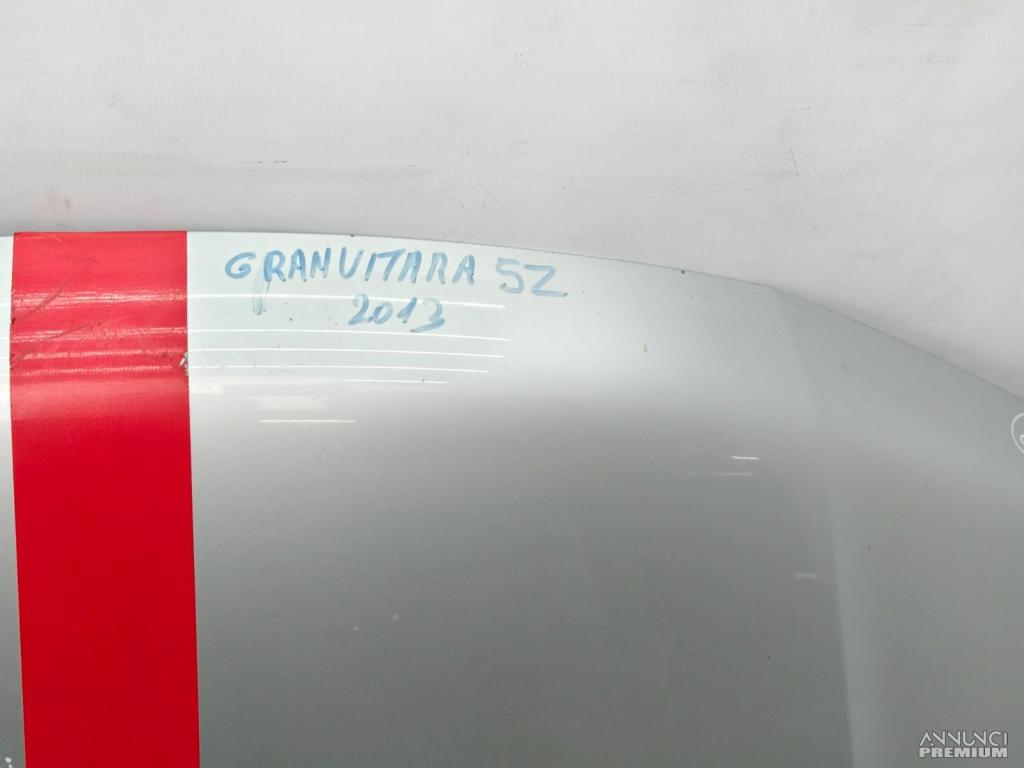 GRANVITARA SZ
2013
ANNUNCI
PREMIUM